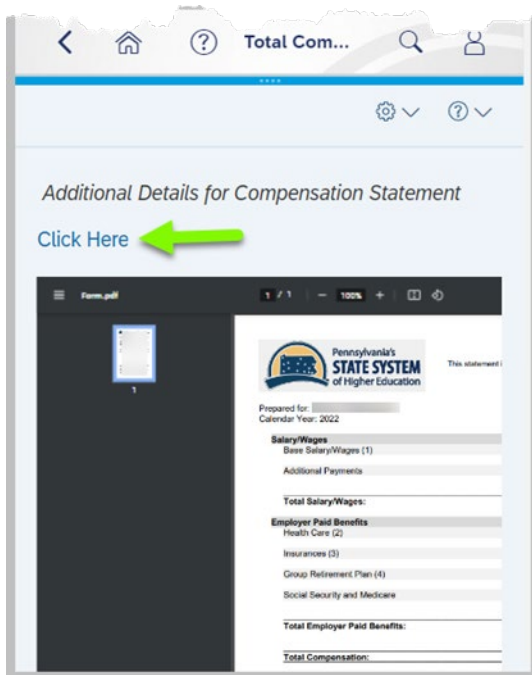 Total Com...
Additional Details for Compensation Statement
Click Here
Form.pdf 1 / 1 − 100% +
1
Pennsylvania's
STATE SYSTEM
of Higher Education
This statement i
Prepared for:
Calendar Year: 2022
Salary/Wages
Base Salary/Wages (1)
Additional Payments
Total Salary/Wages:
Employer Paid Benefits
Health Care (2)
Insurances (3)
Group Retirement Plan (4)
Social Security and Medicare
Total Employer Paid Benefits:
Total Compensation: